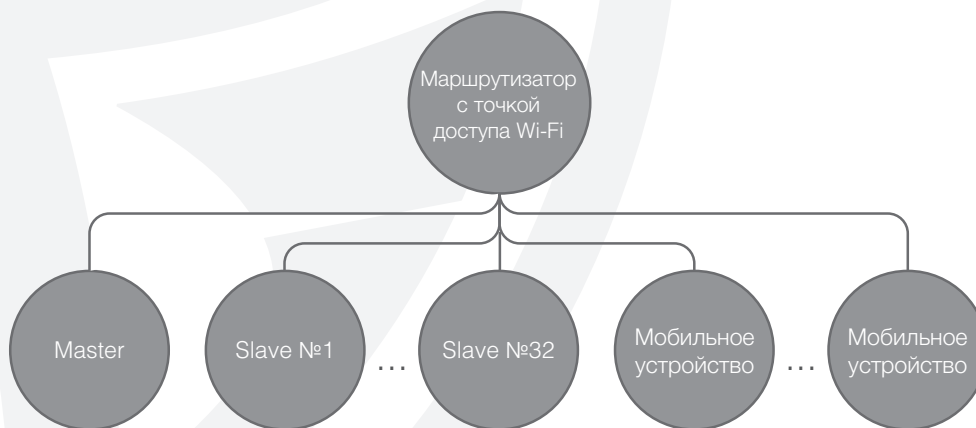 Маршрутизатор
с точкой
доступа Wi-Fi
Master
Slave №1
...
Slave №32
Мобильное
устройство
...
Мобильное
устройство